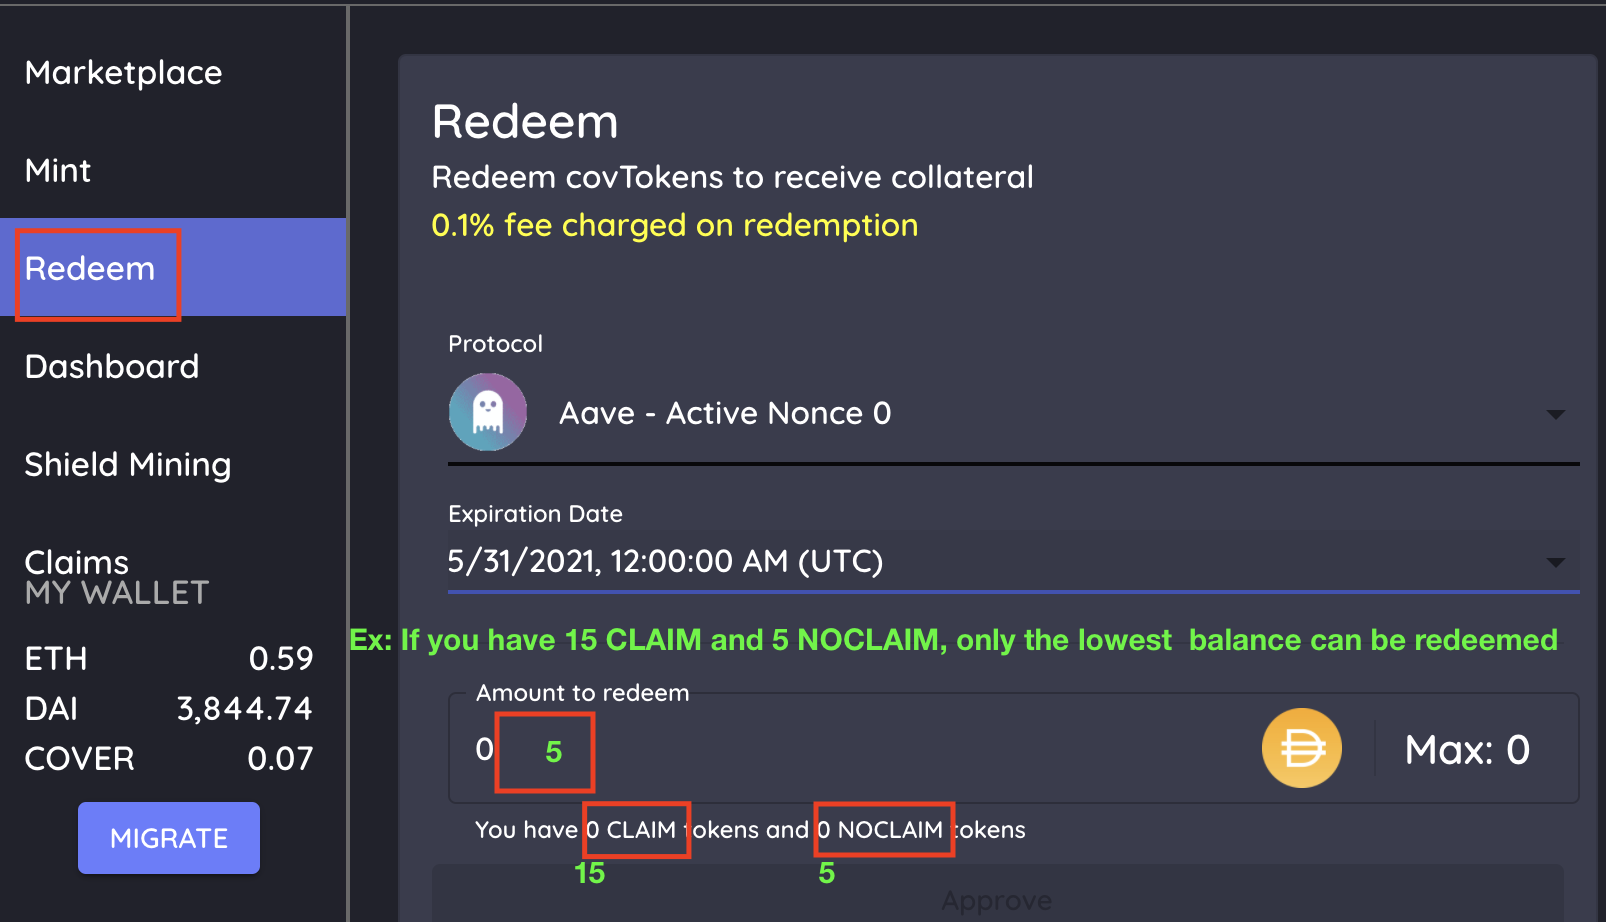 Marketplace
Mint
Redeem
Dashboard
Shield Mining
Claims
MY WALLET
ETH 0.59
DAI 3,844.74
COVER 0.07
MIGRATE
Redeem
Redeem covTokens to receive collateral
0.1% fee charged on redemption
Protocol
Aave - Active Nonce 0
Expiration Date
5/31/2021, 12:00:00 AM (UTC)
Ex: If you have 15 CLAIM and 5 NOCLAIM, only the lowest balance can be redeemed
Amount to redeem
0 5 Max: 0
You have 0 CLAIM tokens and 0 NOCLAIM tokens
15 5
Approve